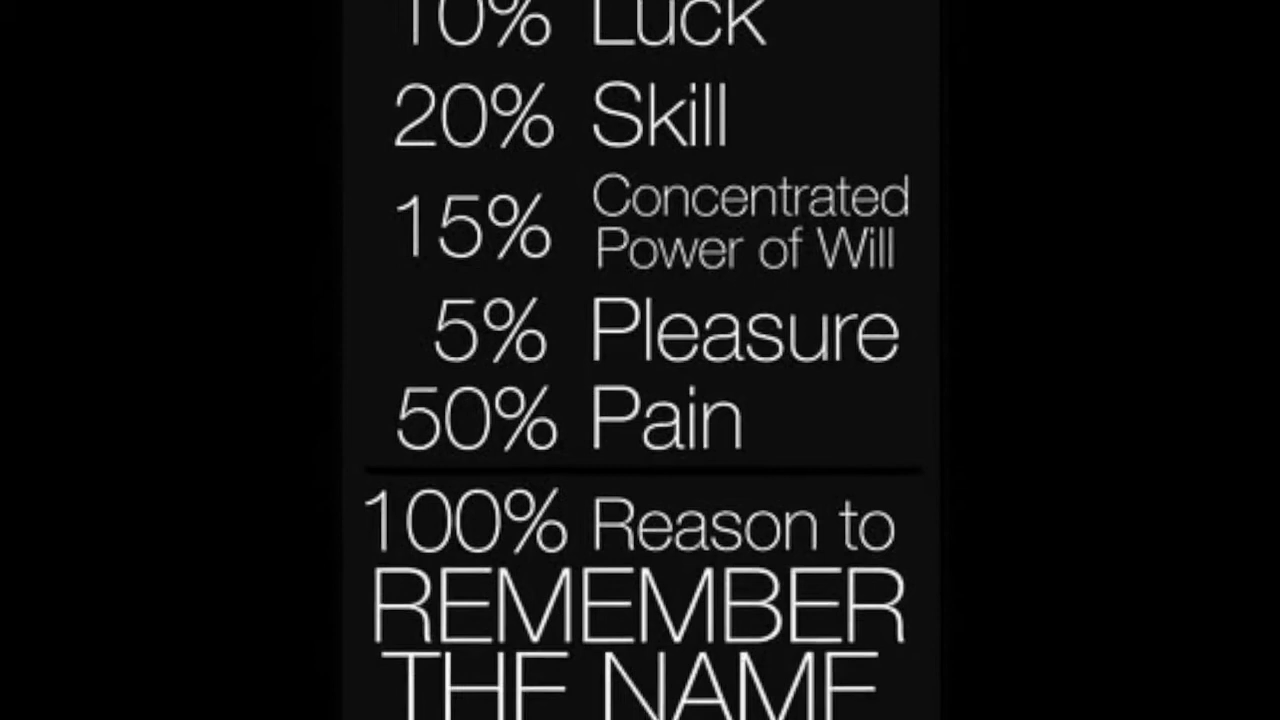 10% Luck
20% Skill
15% Concentrated
Power of Will
5% Pleasure
50% Pain
100% Reason to
REMEMBER
THE NAME